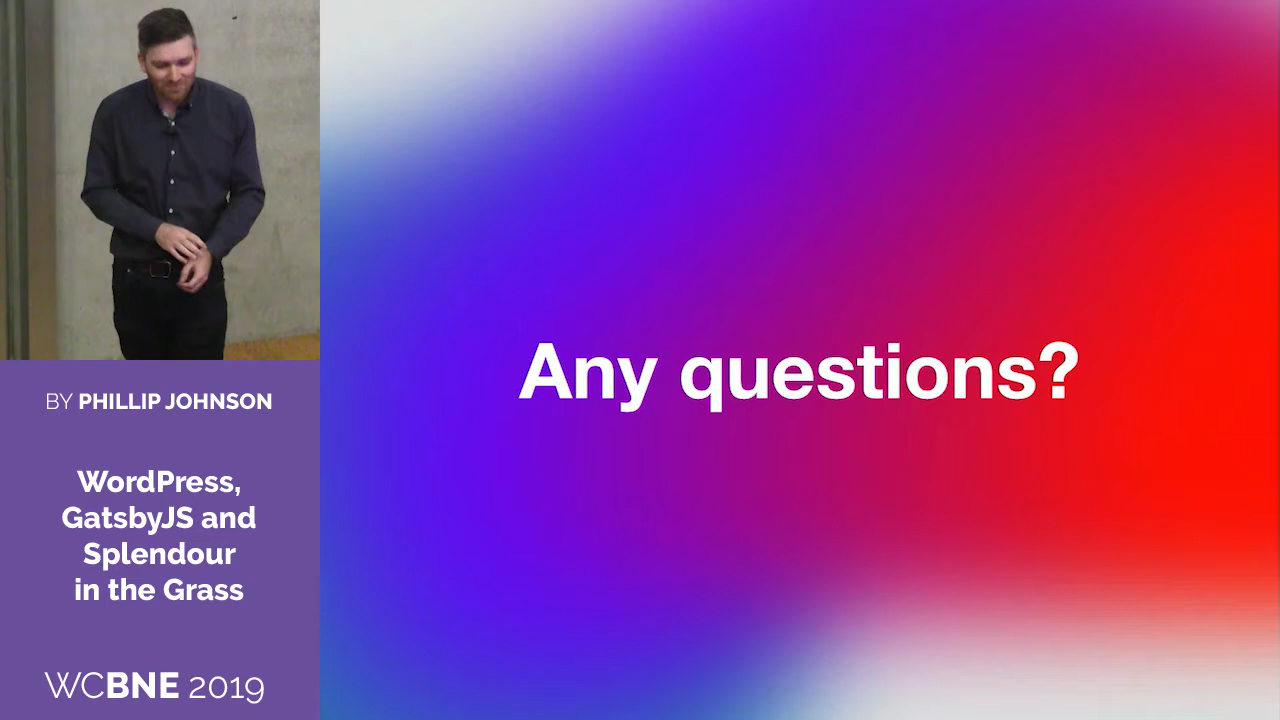 BY PHILLIP JOHNSON
WordPress,
GatsbyJS and
Splendour
in the Grass
WCBNE 2019
Any questions?